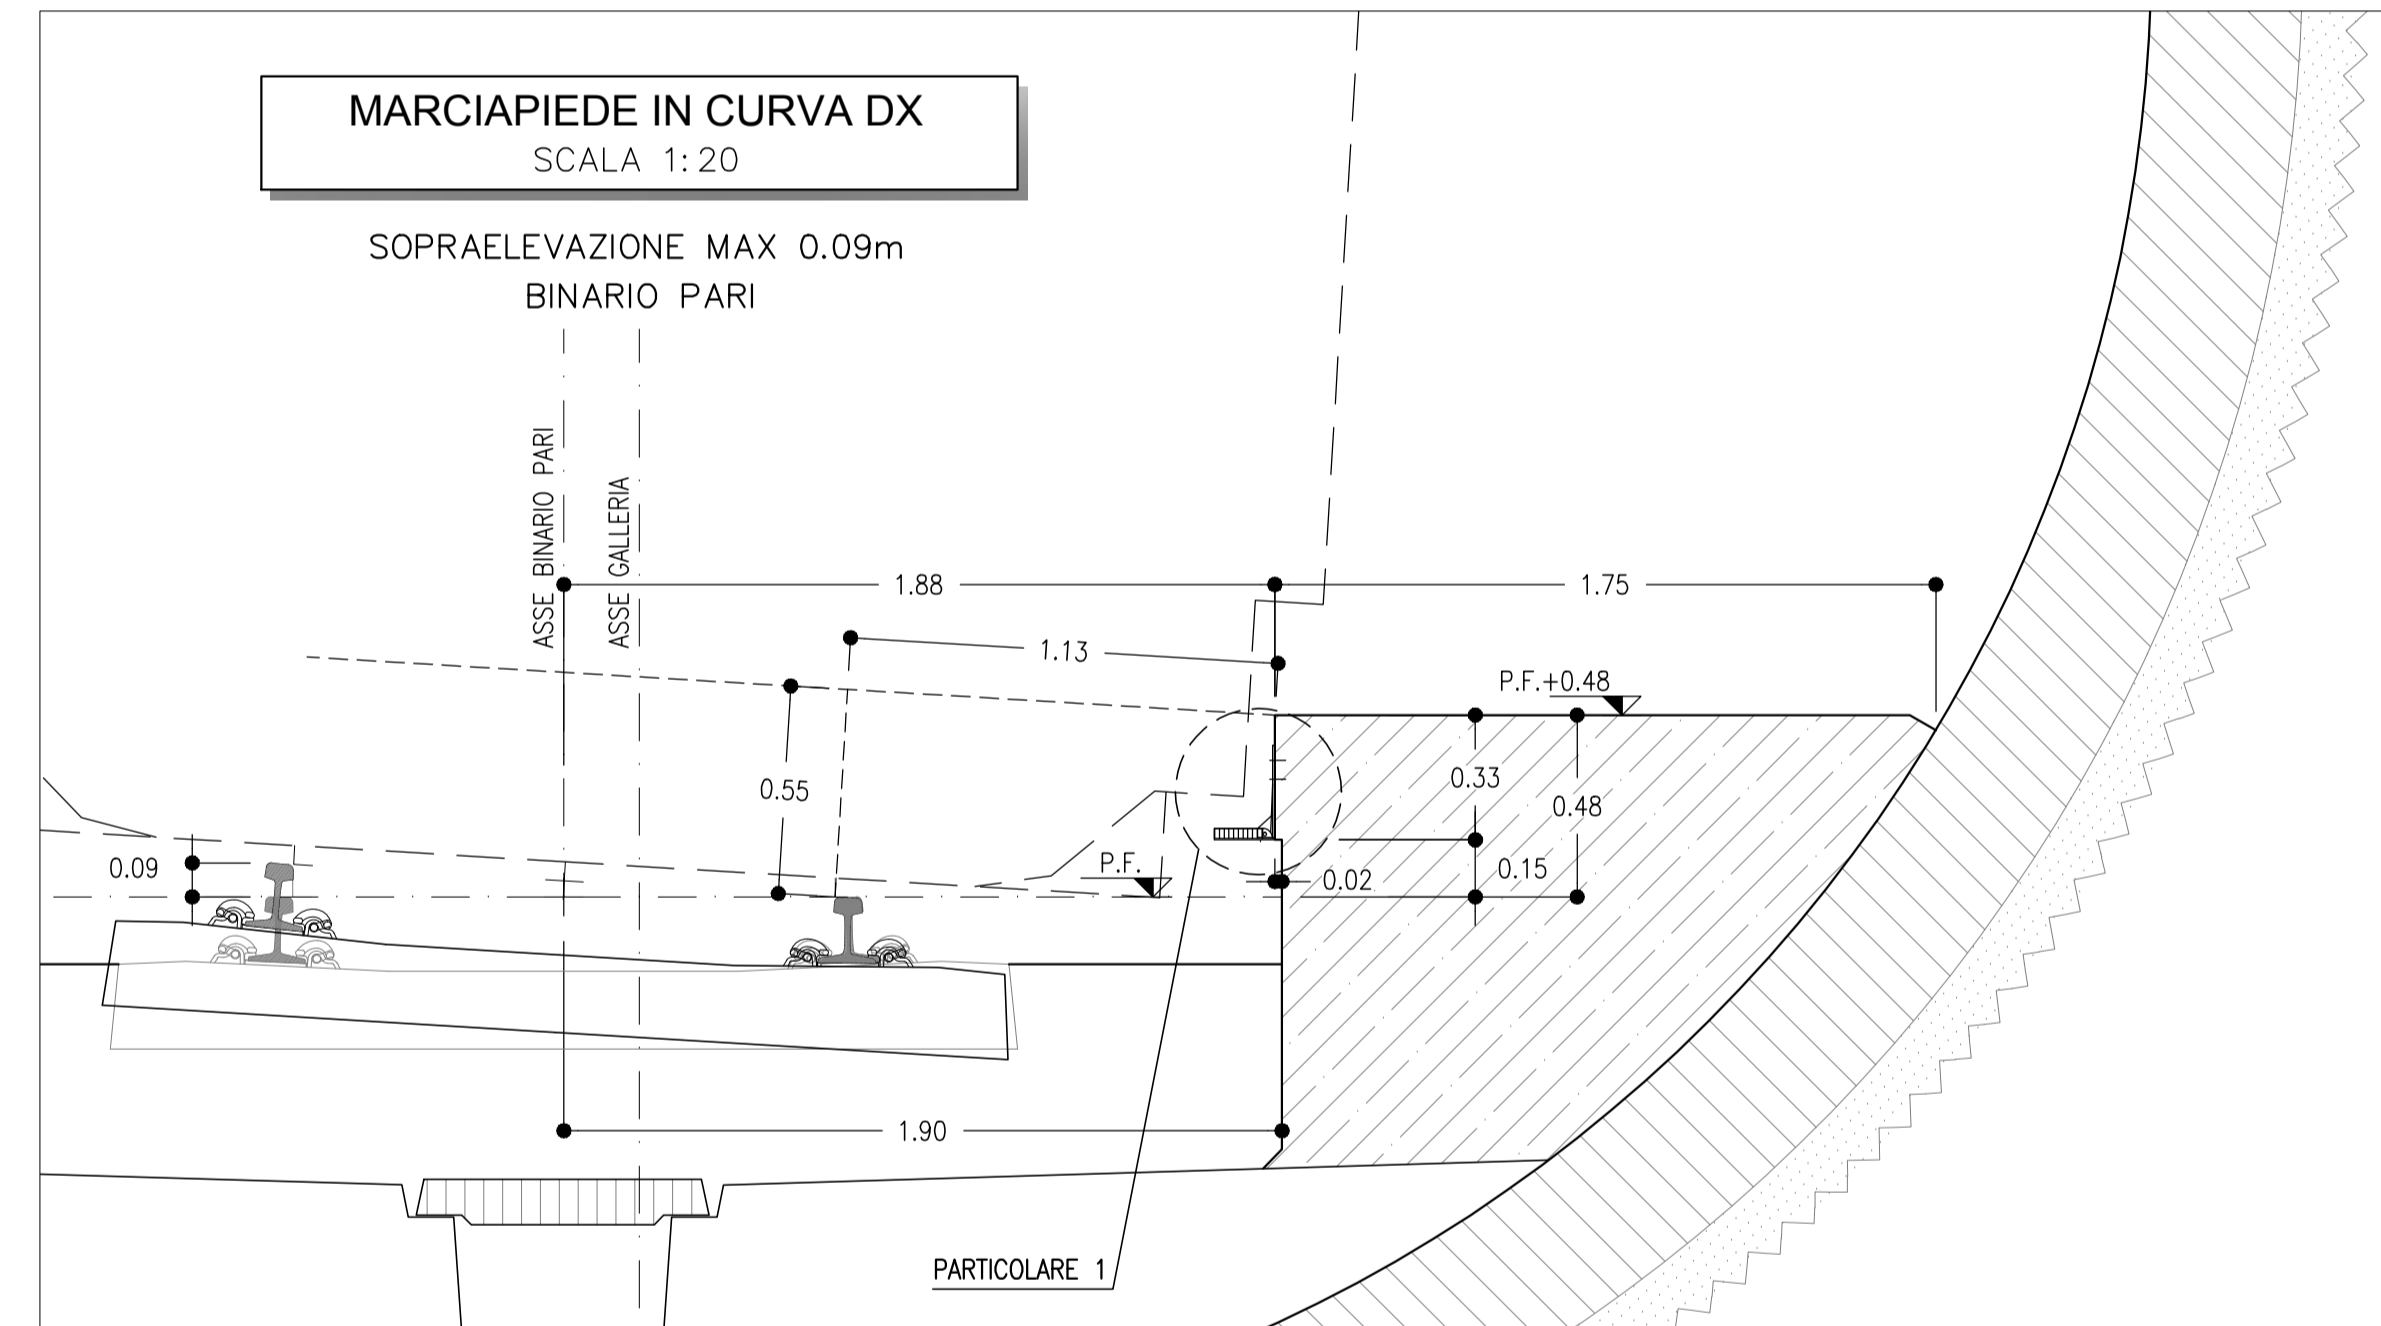 MARCIAPIEDE IN CURVA DX
SCALA 1:20
SOPRAELEVAZIONE MAX 0.09m
BINARIO PARI
ASSE BINARIO PARI
ASSE GALLERIA
1.88
1.75
1.13
P.F.+0.48
0.55
0.33
0.48
0.09
P.F.
0.02
0.15
1.90
PARTICOLARE 1